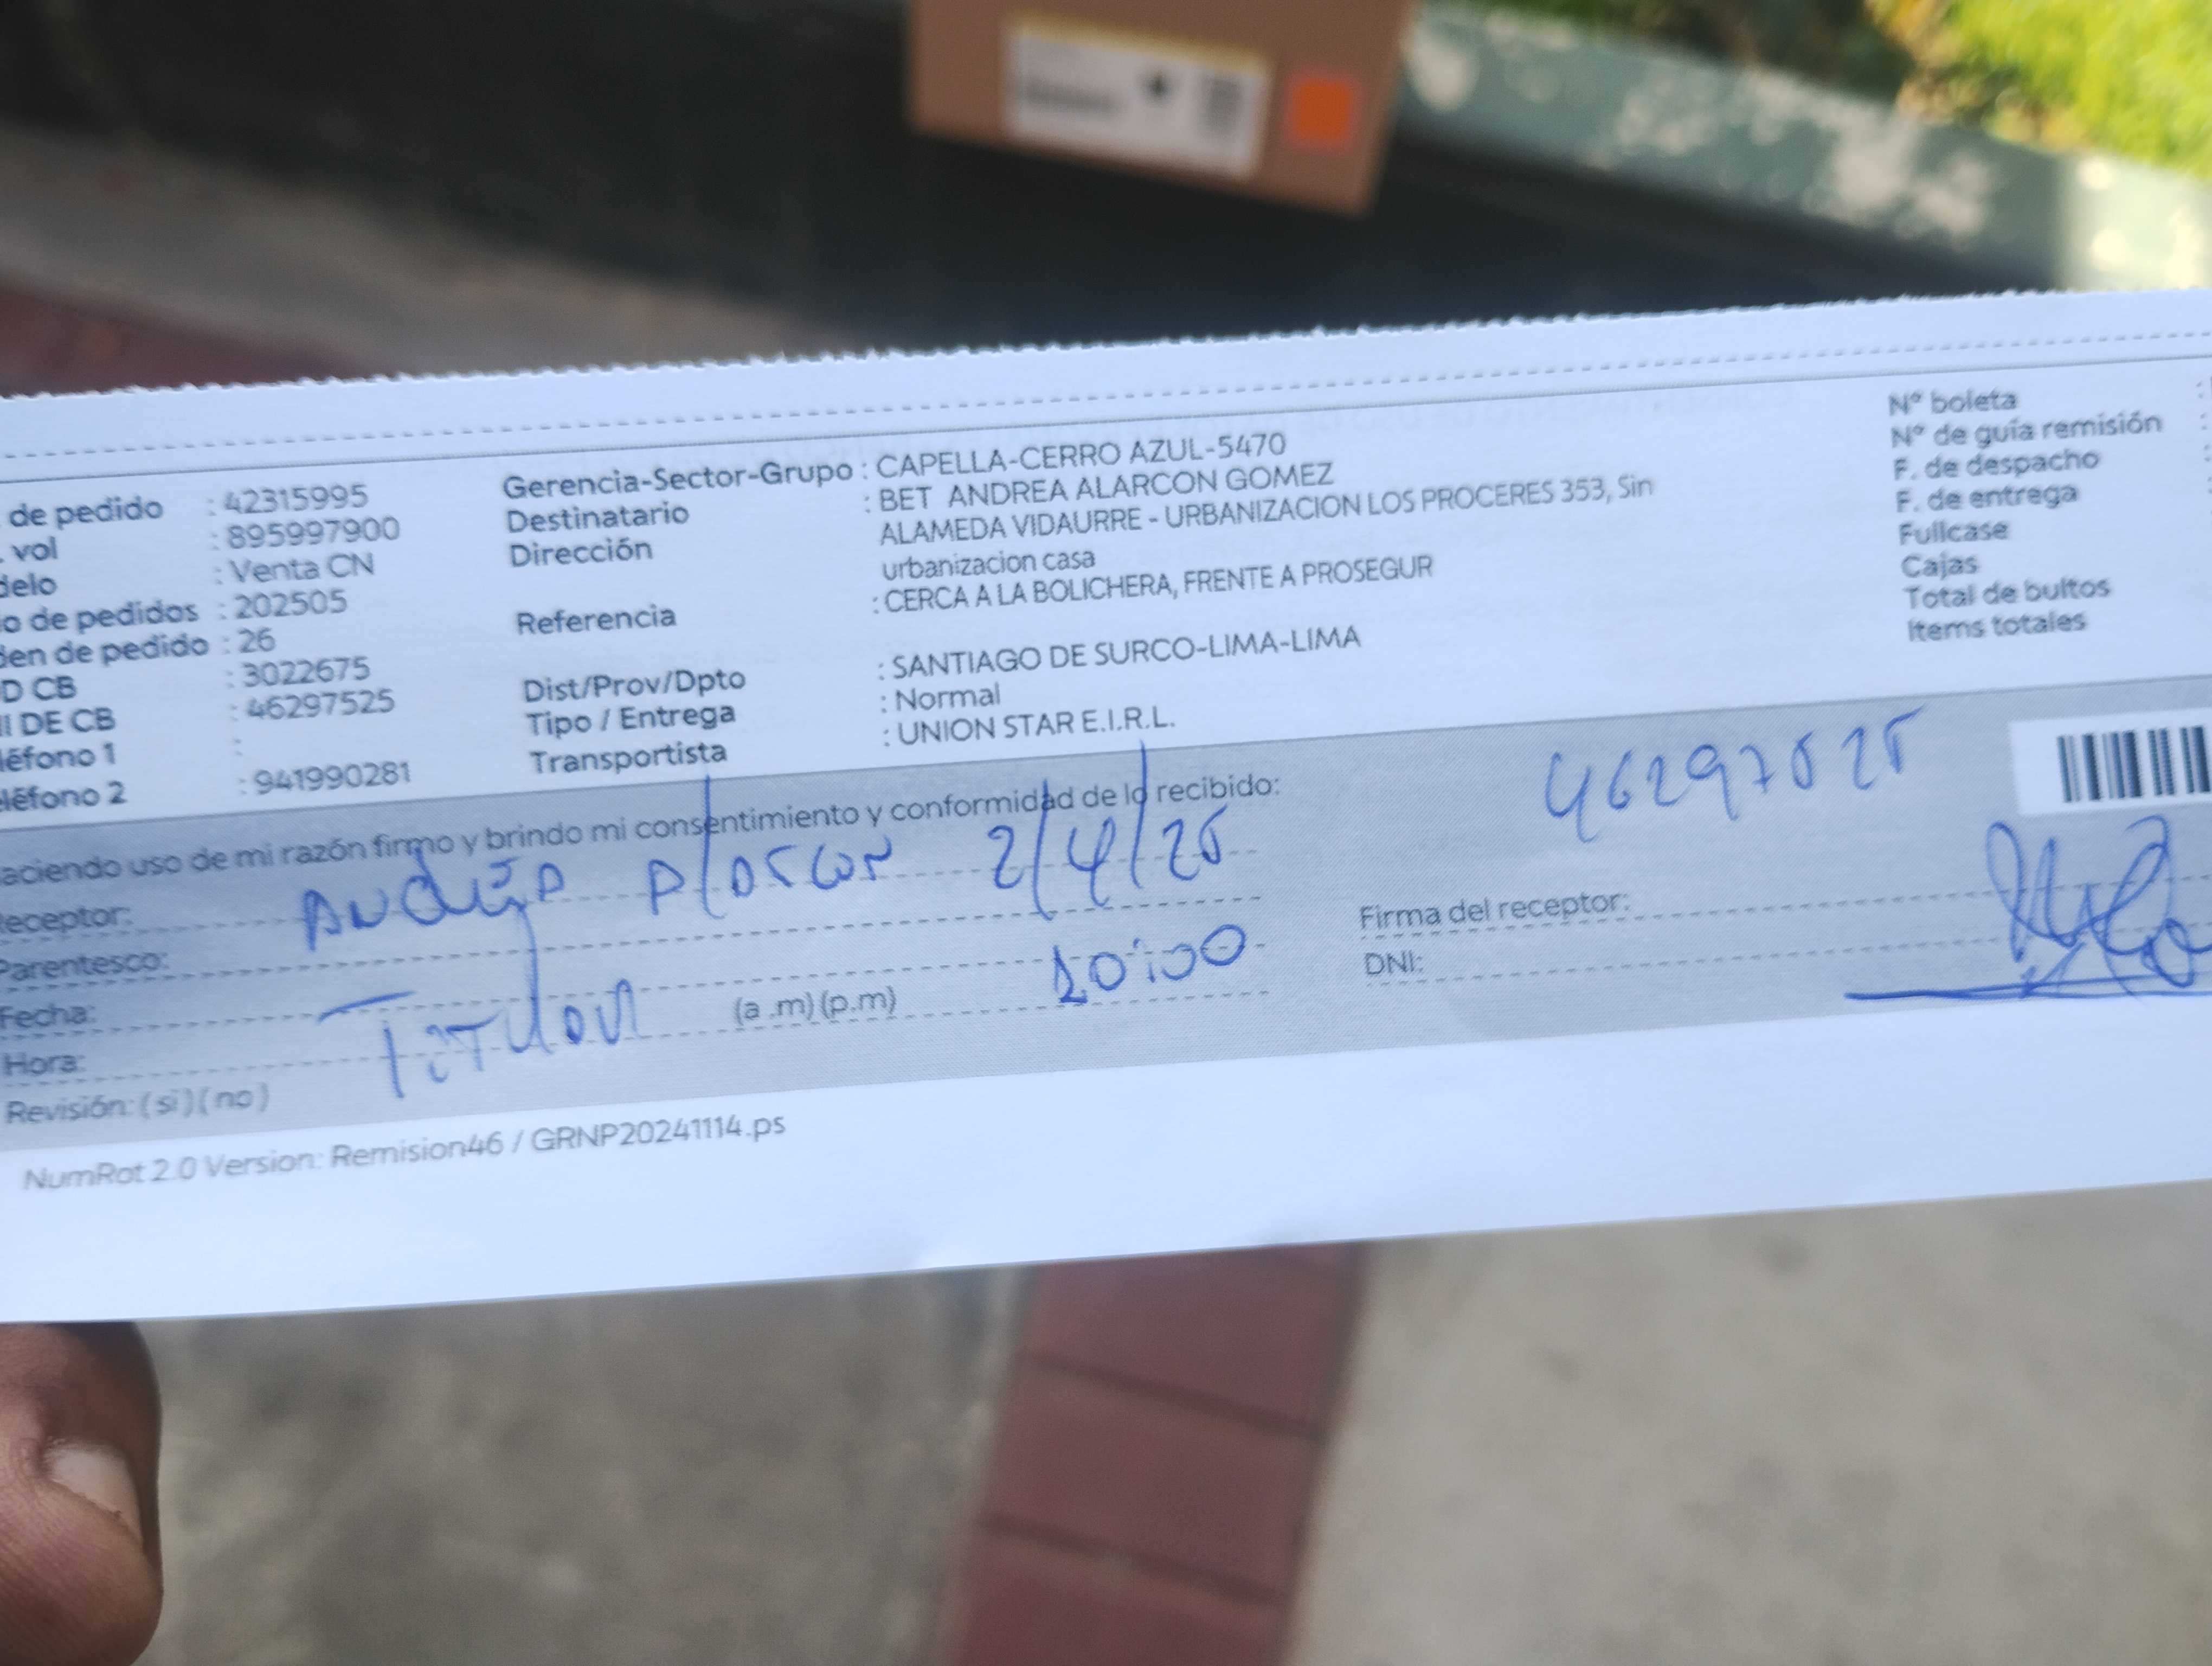 de pedido : 42315995
vol : 895997900
delo : Venta CN
o de pedidos : 202505
den de pedido : 26
D CB : 3022675
I DE CB : 46297525
léfono 1 :
léfono 2 : 941990281
Gerencia-Sector-Grupo : CAPELLA-CERRO AZUL-5470
Destinatario : BET ANDREA ALARCON GOMEZ
Dirección ALAMEDA VIDAURRE - URBANIZACION LOS PROCERES 353, Sin
urbanizacion casa
Referencia : CERCA A LA BOLICHERA, FRENTE A PROSEGUR
Dist/Prov/Dpto : SANTIAGO DE SURCO-LIMA-LIMA
Tipo / Entrega : Normal
Transportista : UNION STAR E.I.R.L.
Nº boleta :
Nº de guía remisión :
F. de despacho :
F. de entrega :
Fullcase
Cajas
Total de bultos
Items totales
aciendo uso de mi razón firmo y brindo mi consentimiento y conformidad de lo recibido:
eceptor: Andrea Alarcon 2/4/25
Parentesco:
Fecha:
Hora: Titular (a .m) (p.m) 10:00
Revisión: ( si ) ( no )
46297525
Firma del receptor:
DNI:
NumRot 2.0 Version: Remision46 / GRNP20241114.ps